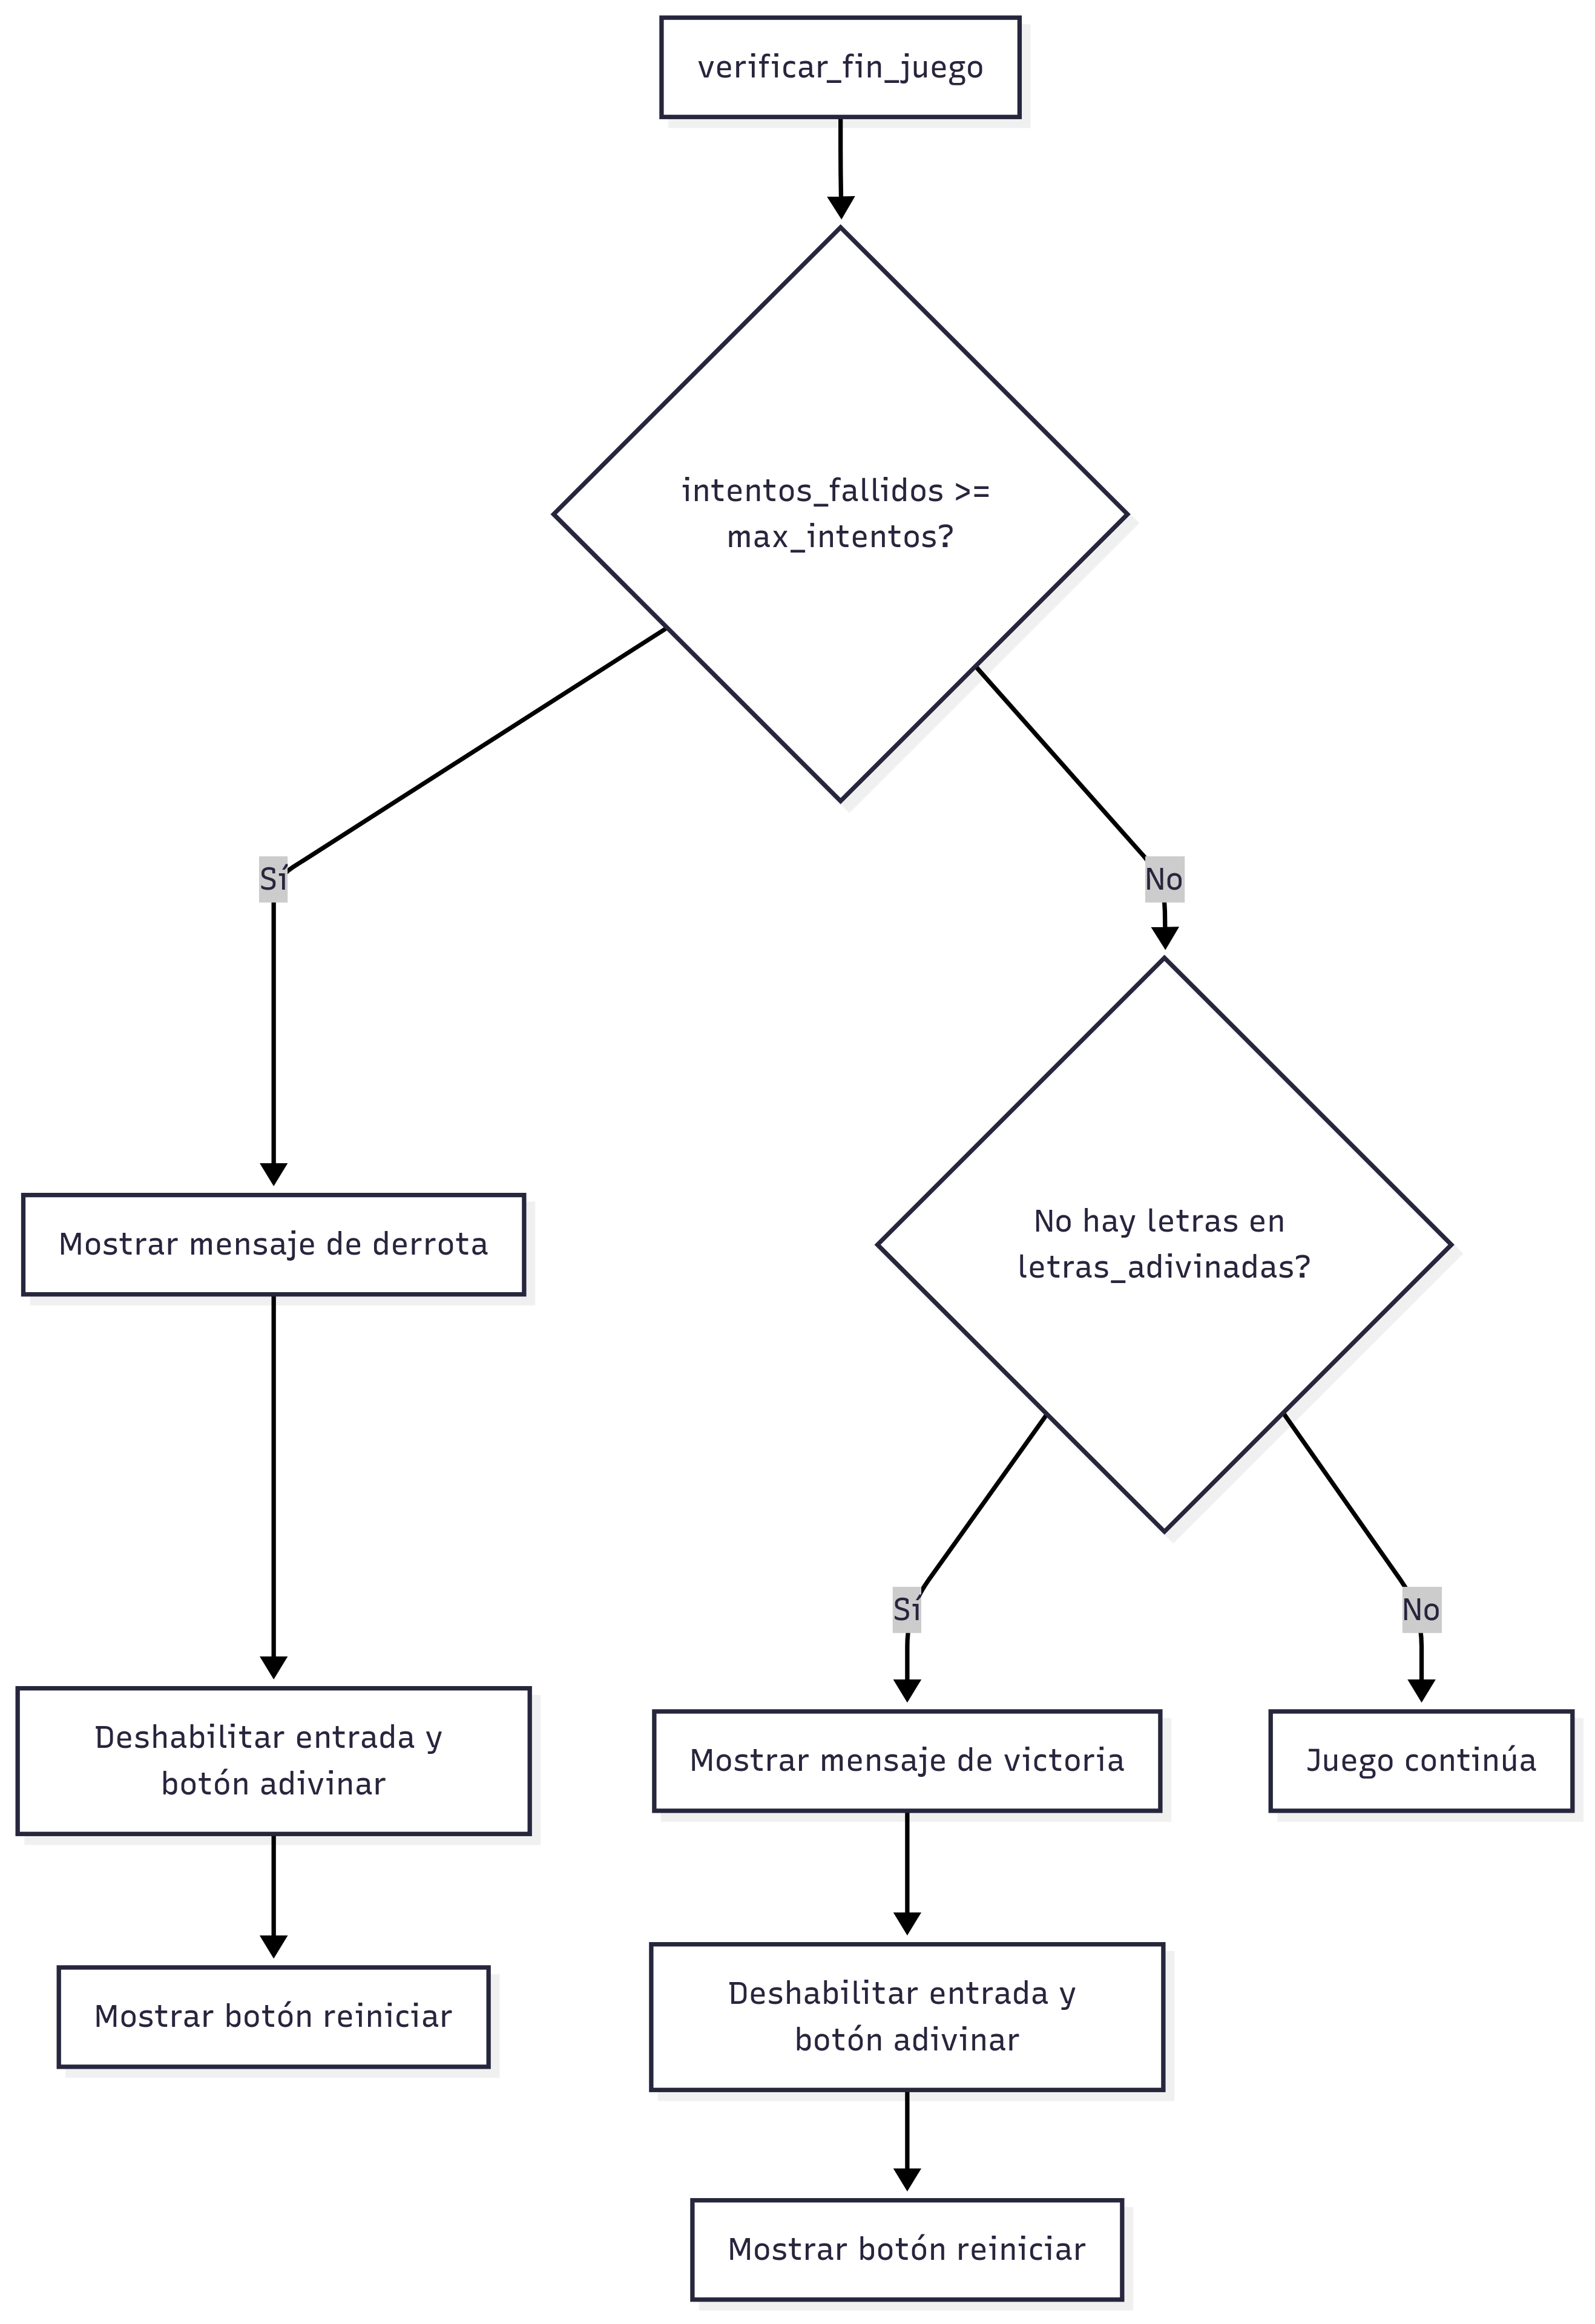 verificar_fin_juego
intentos_fallidos >=
max_intentos?
Sí
No
Mostrar mensaje de derrota
No hay letras en
letras_adivinadas?
Sí
No
Deshabilitar entrada y
botón adivinar
Mostrar mensaje de victoria
Juego continúa
Mostrar botón reiniciar
Deshabilitar entrada y
botón adivinar
Mostrar botón reiniciar